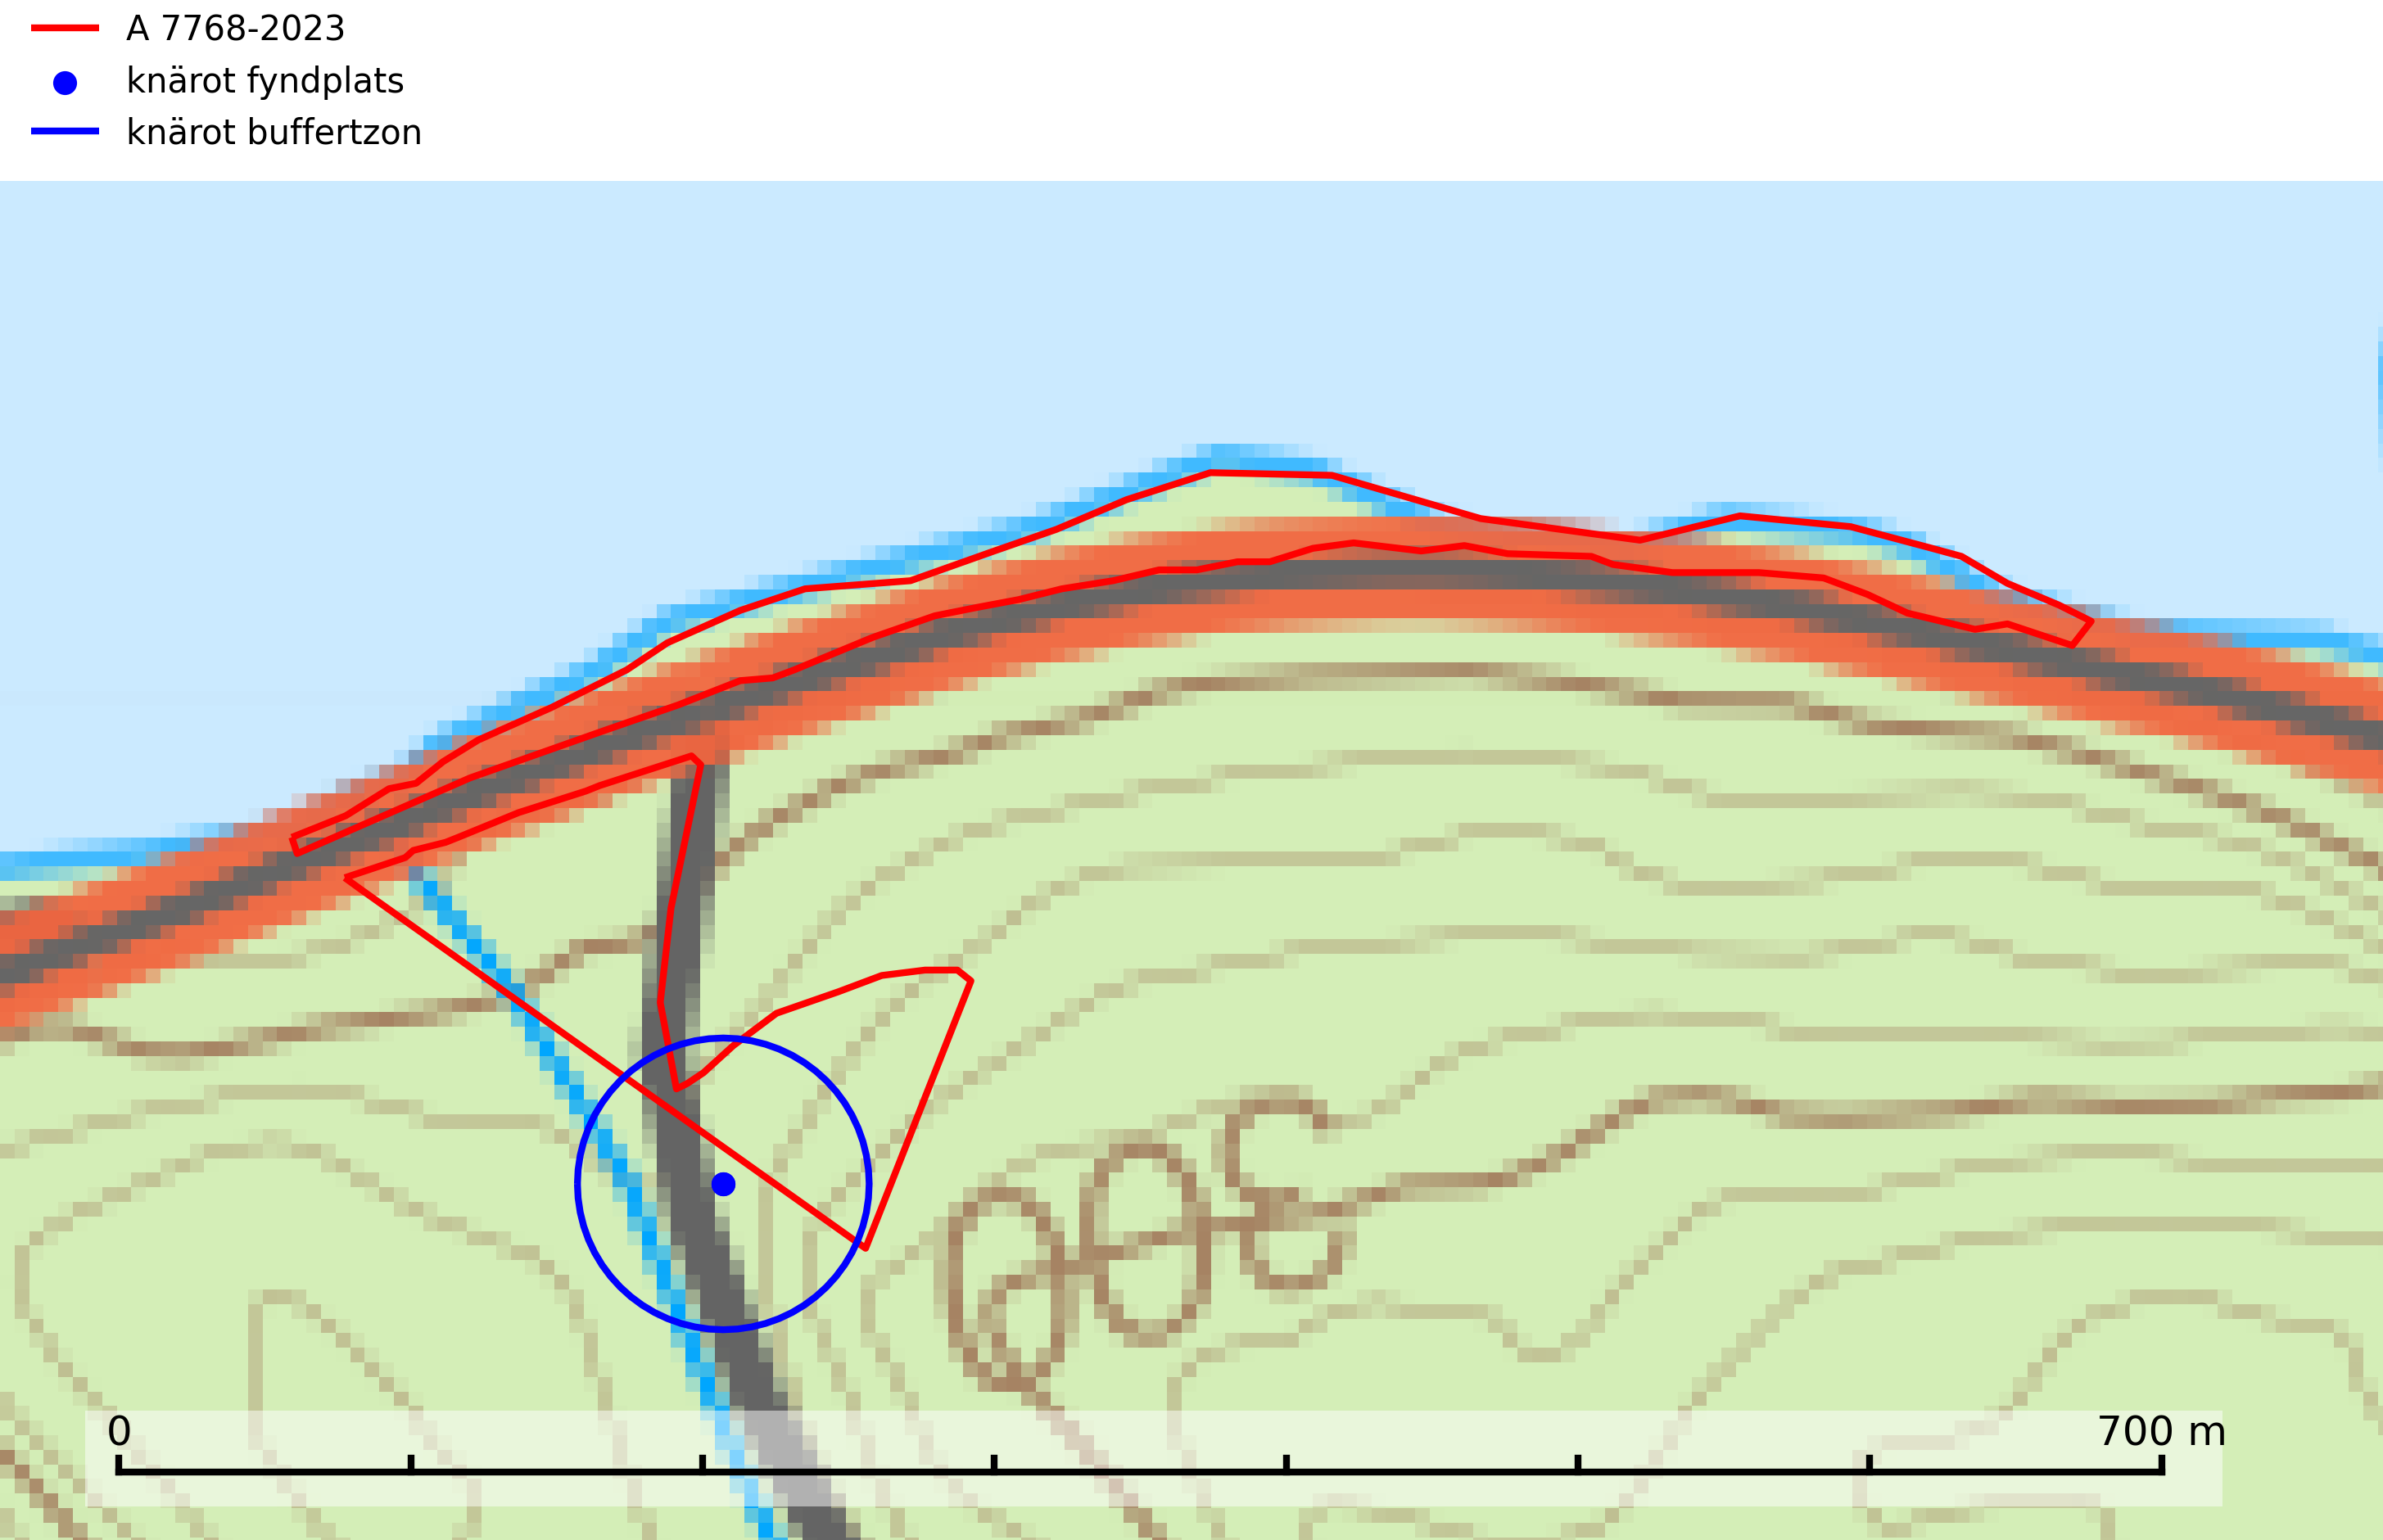 A 7768-2023
knärot fyndplats
knärot buffertzon
0 700 m